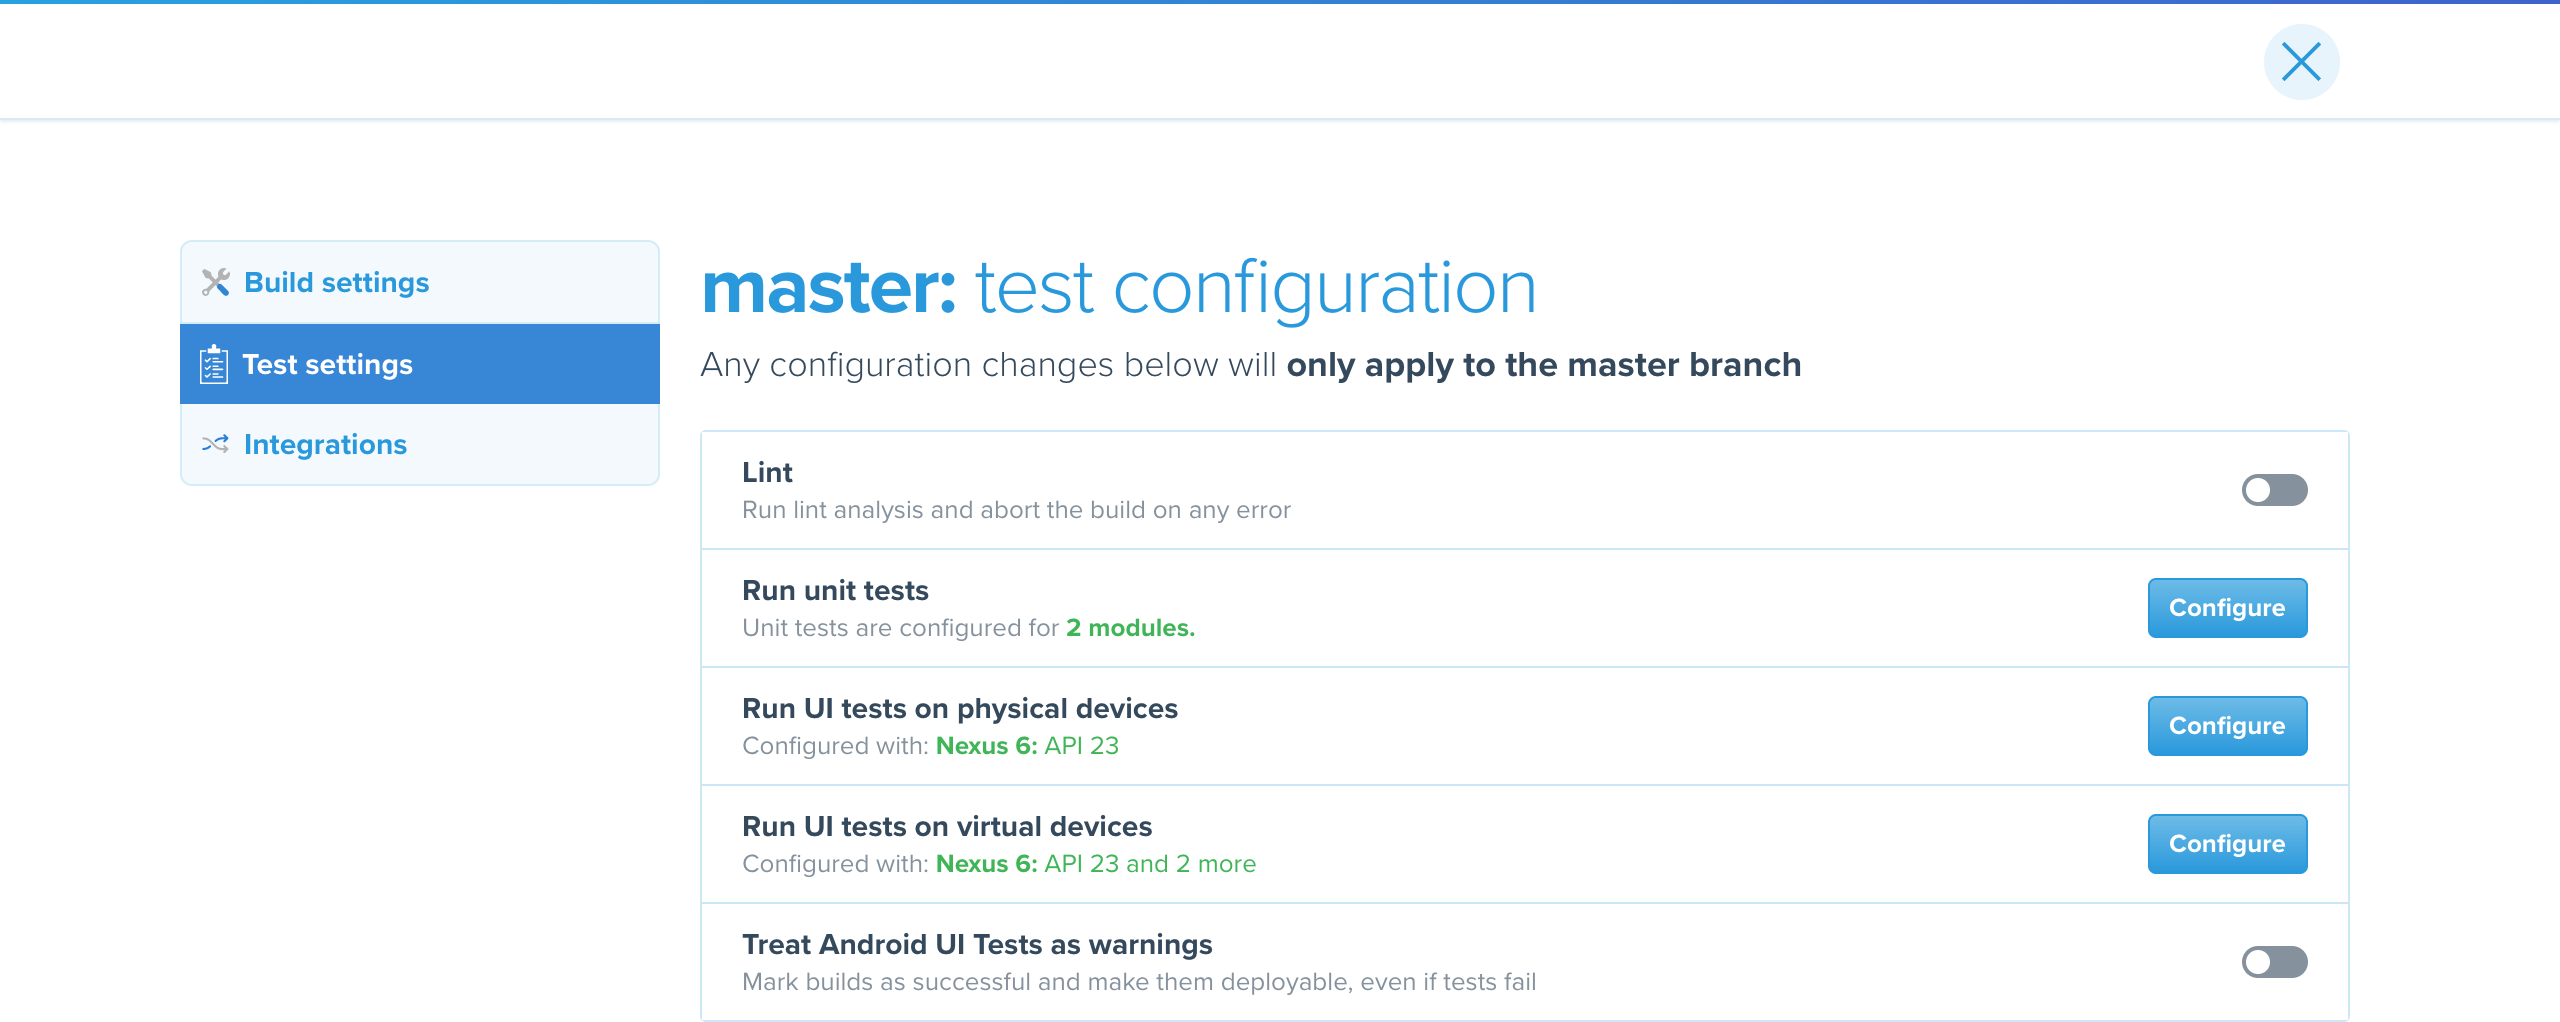 Build settings
Test settings
Integrations
master: test configuration
Any configuration changes below will only apply to the master branch
Lint
Run lint analysis and abort the build on any error
Run unit tests
Unit tests are configured for 2 modules.
Configure
Run UI tests on physical devices
Configured with: Nexus 6: API 23
Configure
Run UI tests on virtual devices
Configured with: Nexus 6: API 23 and 2 more
Configure
Treat Android UI Tests as warnings
Mark builds as successful and make them deployable, even if tests fail